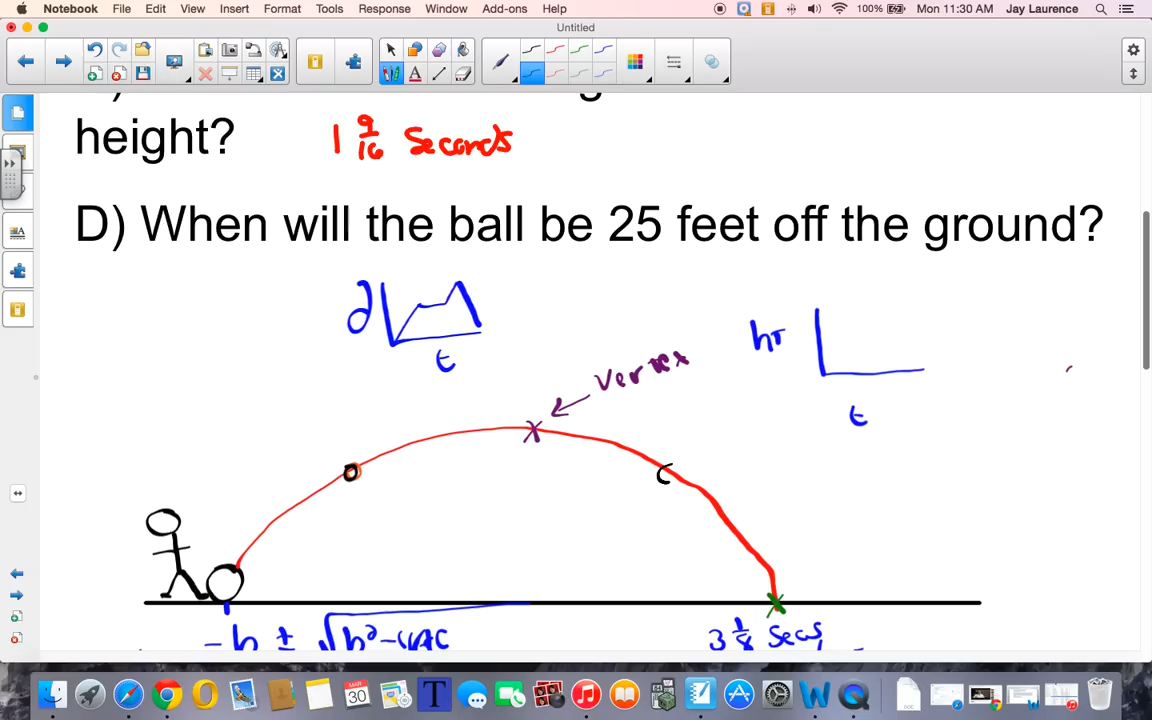 Notebook File Edit View Insert Format Tools Response Window Add-ons Help 100% Mon 11:30 AM Jay Laurence
Untitled
height? 1 9/16 Seconds
D) When will the ball be 25 feet off the ground?
d
t
hr
t
Vertex
-b ± √b²-4ac
3 1/8 Secs